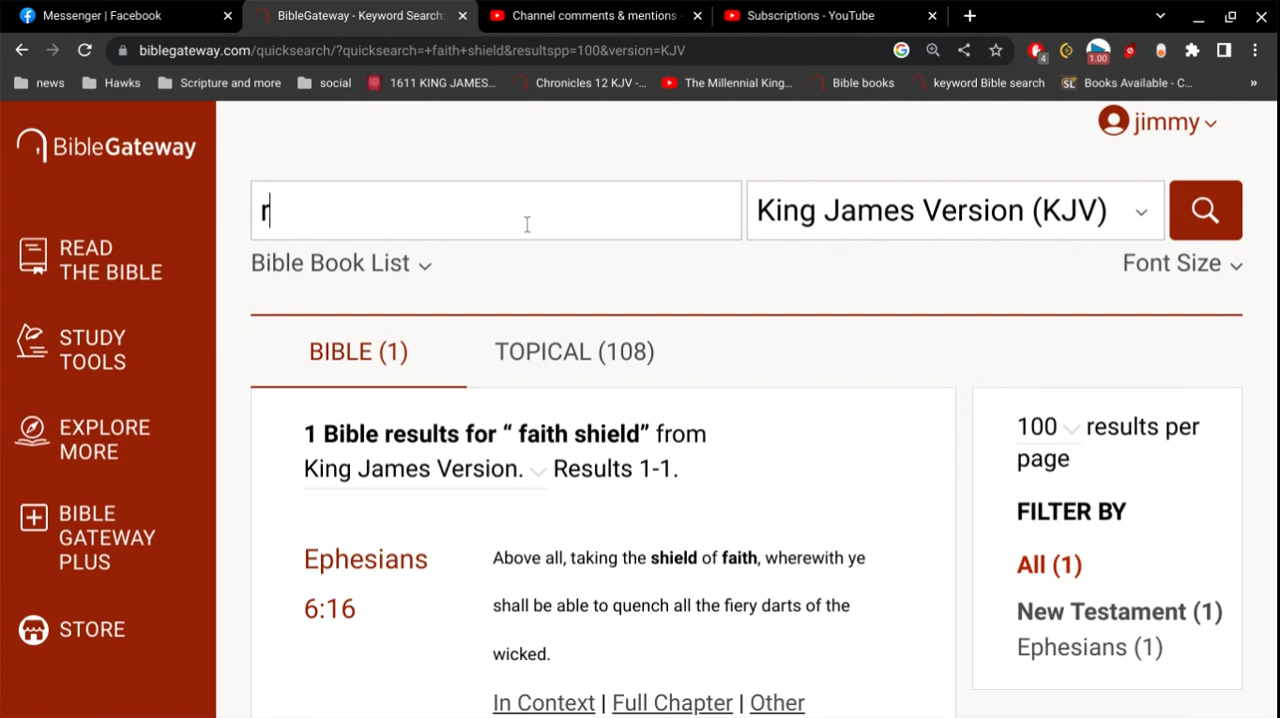 Messenger | Facebook
BibleGateway - Keyword Search:
Channel comments & mentions -
Subscriptions - YouTube
biblegateway.com/quicksearch/?quicksearch=+faith+shield&resultspp=100&version=KJV
4
1.00
news
Hawks
Scripture and more
social
1611 KING JAMES...
Chronicles 12 KJV -...
The Millennial King...
Bible books
keyword Bible search
SL Books Available - C...
»
BibleGateway
jimmy
r
King James Version (KJV)
Bible Book List
Font Size
READ
THE BIBLE
STUDY
TOOLS
EXPLORE
MORE
BIBLE
GATEWAY
PLUS
STORE
BIBLE (1)
TOPICAL (108)
1 Bible results for “ faith shield” from
King James Version. Results 1-1.
Ephesians
6:16
Above all, taking the shield of faith, wherewith ye
shall be able to quench all the fiery darts of the
wicked.
In Context | Full Chapter | Other
100 results per
page
FILTER BY
All (1)
New Testament (1)
Ephesians (1)